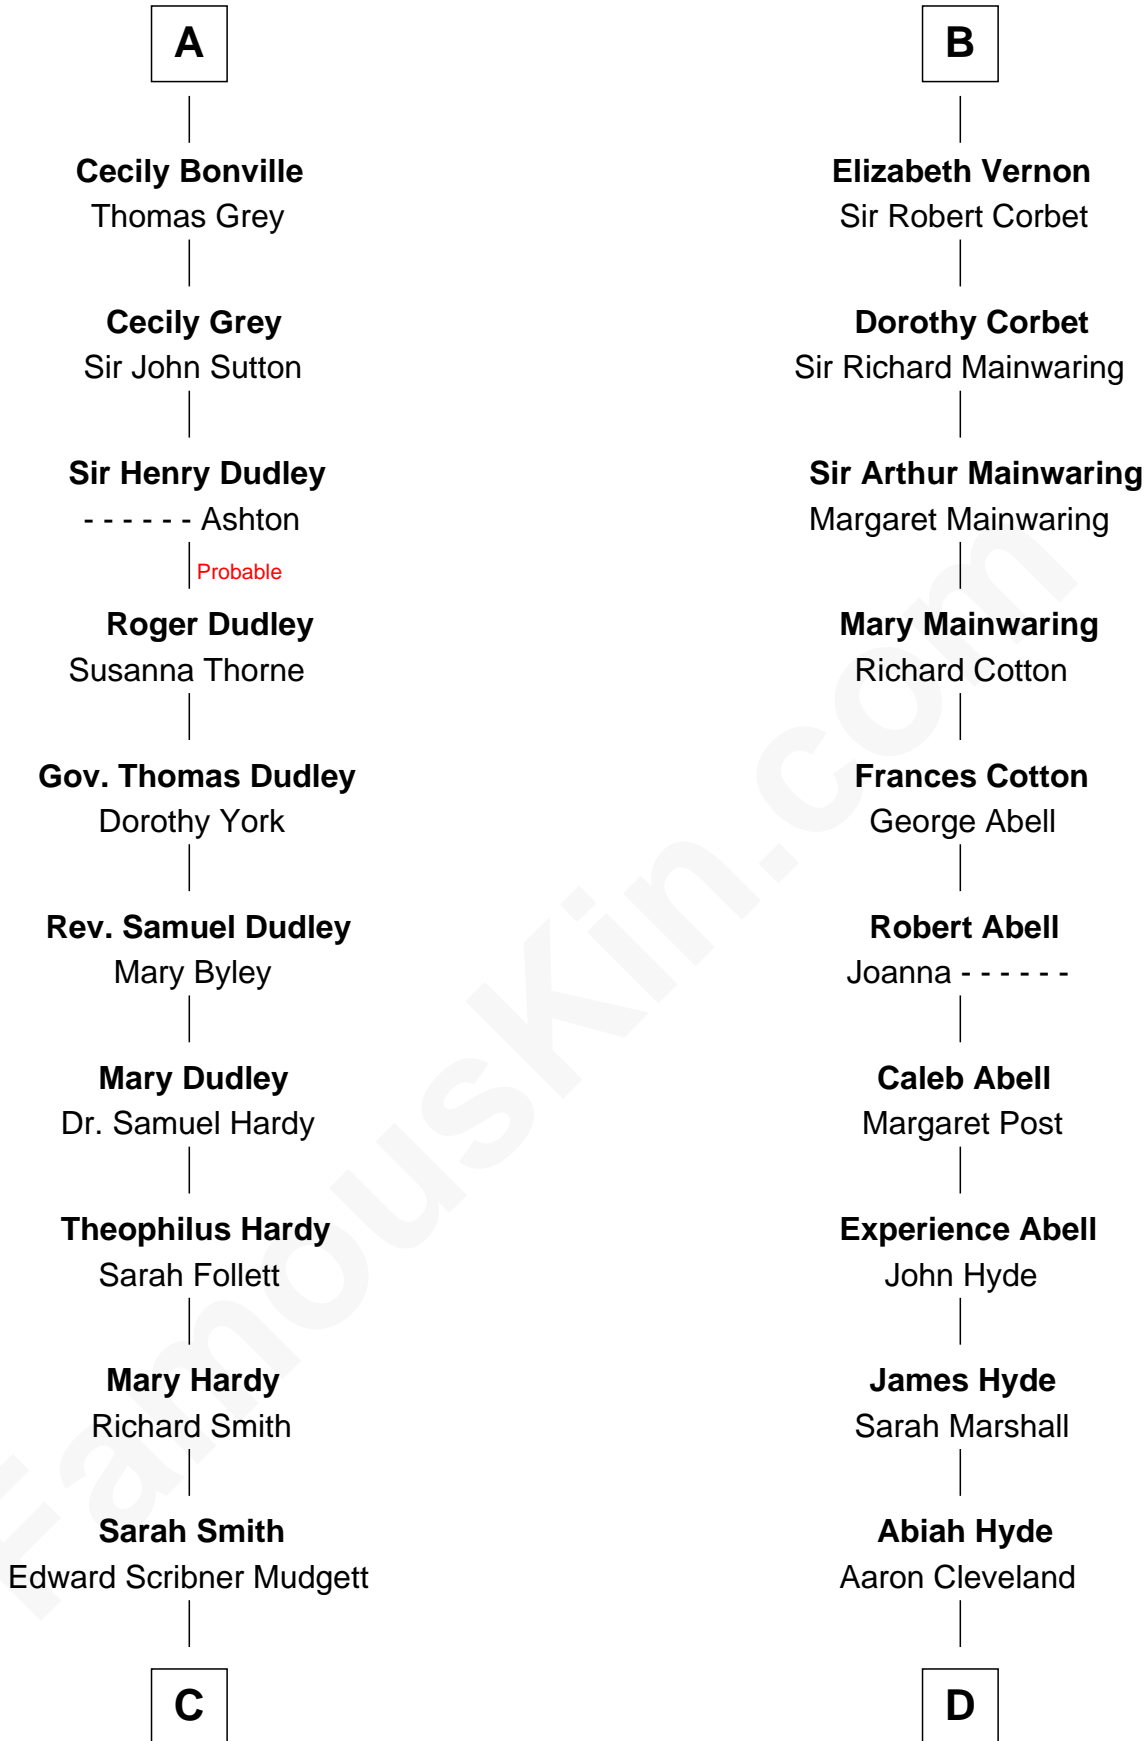 A
Cecily Bonville
Thomas Grey
Cecily Grey
Sir John Sutton
Sir Henry Dudley
- - - - - - Ashton
Probable
Roger Dudley
Susanna Thorne
Gov. Thomas Dudley
Dorothy York
Rev. Samuel Dudley
Mary Byley
Mary Dudley
Dr. Samuel Hardy
Theophilus Hardy
Sarah Follett
Mary Hardy
Richard Smith
Sarah Smith
Edward Scribner Mudgett
C
B
Elizabeth Vernon
Sir Robert Corbet
Dorothy Corbet
Sir Richard Mainwaring
Sir Arthur Mainwaring
Margaret Mainwaring
Mary Mainwaring
Richard Cotton
Frances Cotton
George Abell
Robert Abell
Joanna - - - - - -
Caleb Abell
Margaret Post
Experience Abell
John Hyde
James Hyde
Sarah Marshall
Abiah Hyde
Aaron Cleveland
D
FamousKin.com